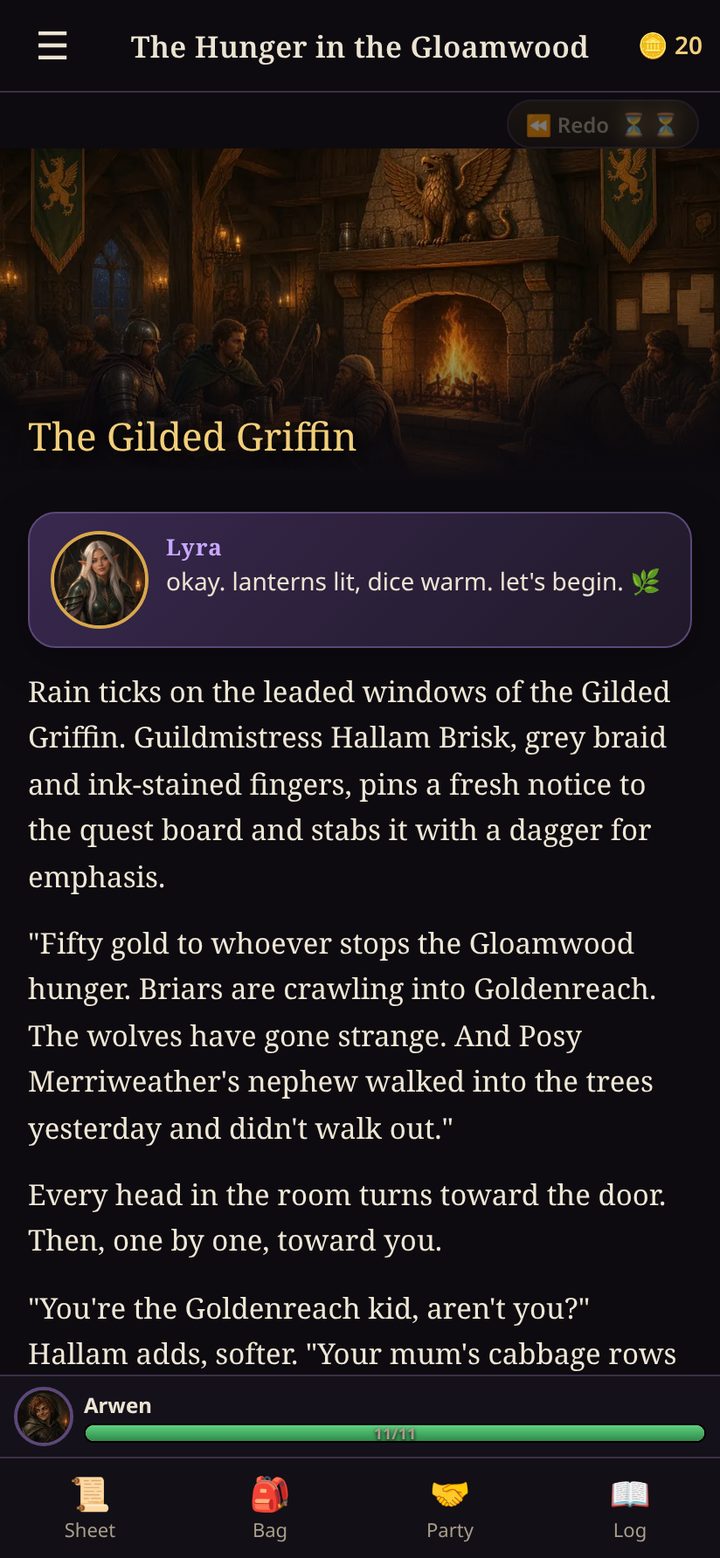 The Hunger in the Gloamwood
20
Redo
The Gilded Griffin
Lyra
okay. lanterns lit, dice warm. let's begin.
Rain ticks on the leaded windows of the Gilded
Griffin. Guildmistress Hallam Brisk, grey braid
and ink-stained fingers, pins a fresh notice to
the quest board and stabs it with a dagger for
emphasis.
"Fifty gold to whoever stops the Gloamwood
hunger. Briars are crawling into Goldenreach.
The wolves have gone strange. And Posy
Merriweather's nephew walked into the trees
yesterday and didn't walk out."
Every head in the room turns toward the door.
Then, one by one, toward you.
"You're the Goldenreach kid, aren't you?"
Hallam adds, softer. "Your mum's cabbage rows
Arwen
11/11
Sheet
Bag
Party
Log